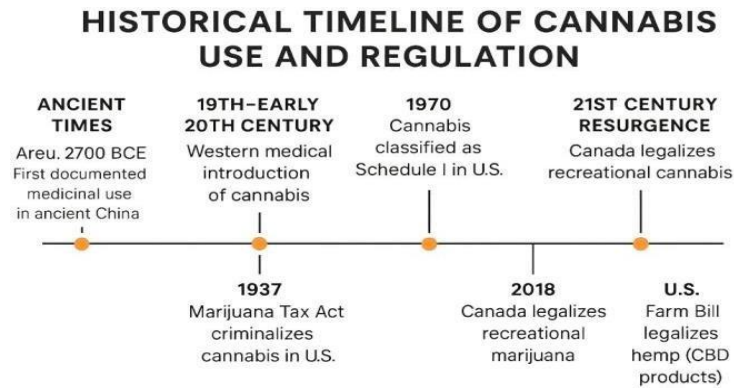 HISTORICAL TIMELINE OF CANNABIS
USE AND REGULATION
ANCIENT
TIMES
Areu. 2700 BCE
First documented
medicinal use
in ancient China
19TH–EARLY
20TH CENTURY
Western medical
introduction
of cannabis
1970
Cannabis
classified as
Schedule I in U.S.
21ST CENTURY
RESURGENCE
Canada legalizes
recreational cannabis
1937
Marijuana Tax Act
criminalizes
cannabis in U.S.
2018
Canada legalizes
recreational
marijuana
U.S.
Farm Bill
legalizes
hemp (CBD
products)